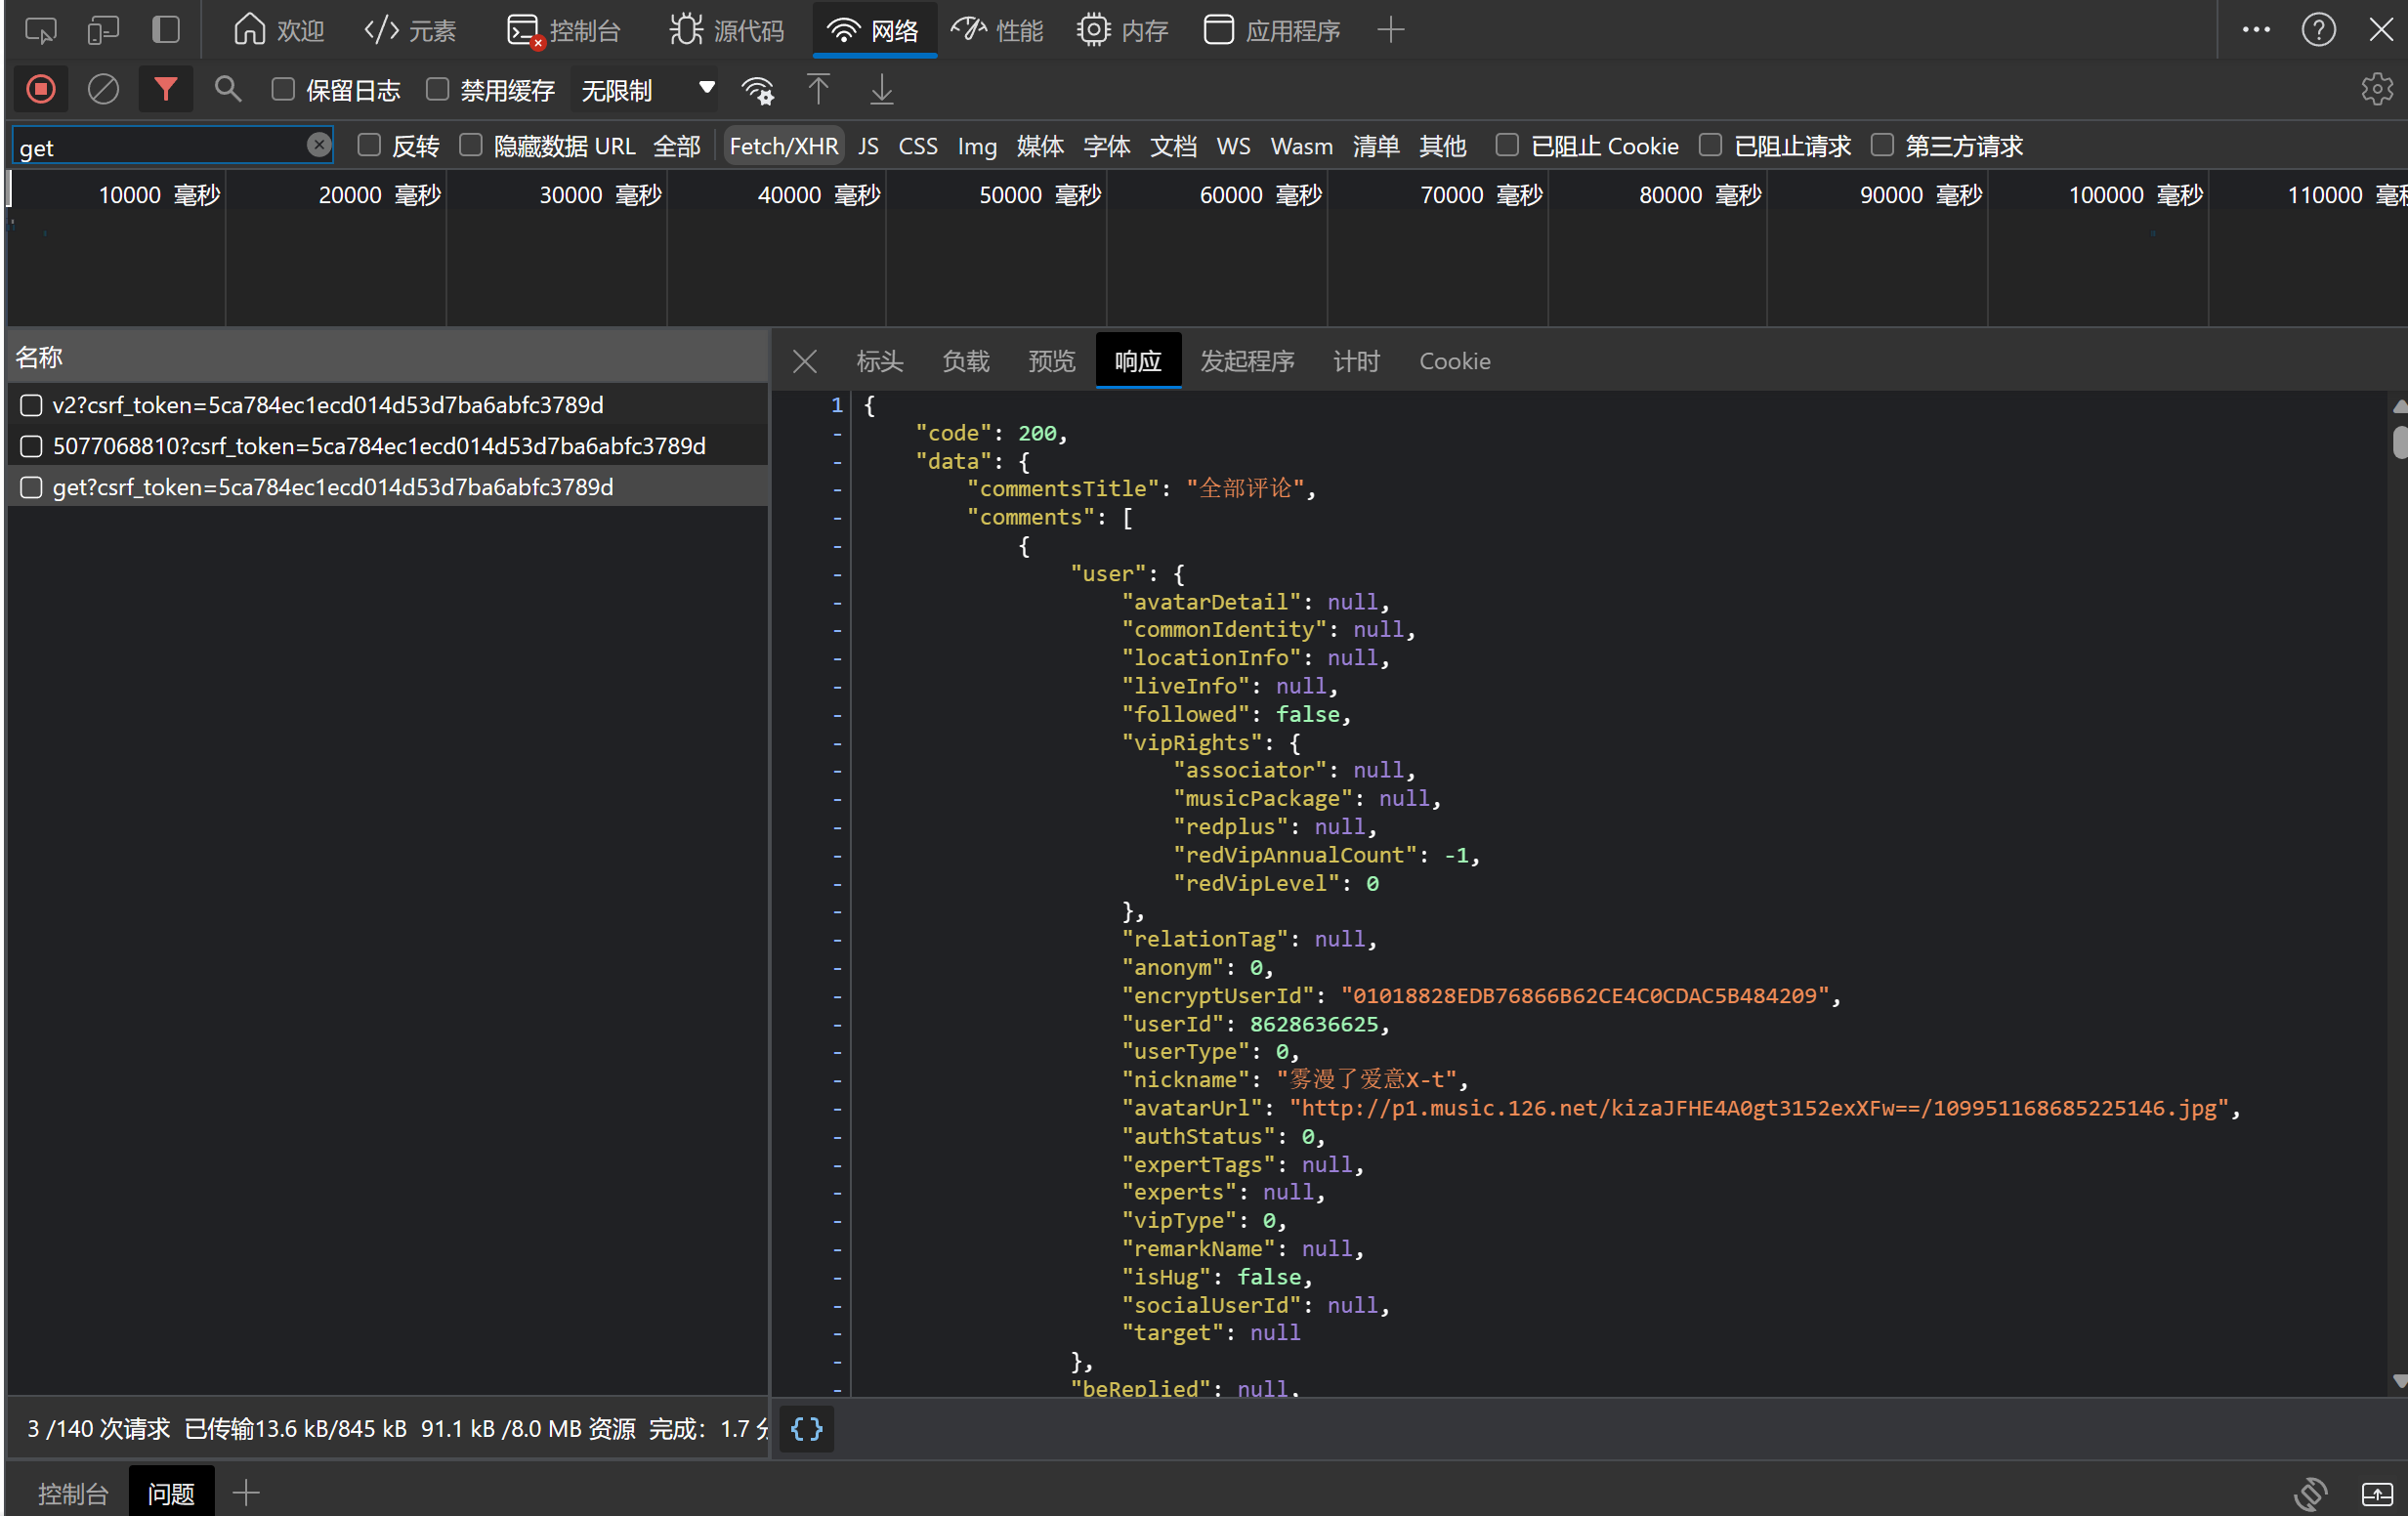 欢迎 元素 控制台 源代码 网络 性能 内存 应用程序
保留日志 禁用缓存 无限制
get 反转 隐藏数据 URL 全部 Fetch/XHR JS CSS Img 媒体 字体 文档 WS Wasm 清单 其他 已阻止 Cookie 已阻止请求 第三方请求
10000 毫秒 20000 毫秒 30000 毫秒 40000 毫秒 50000 毫秒 60000 毫秒 70000 毫秒 80000 毫秒 90000 毫秒 100000 毫秒 110000 毫秒
名称
v2?csrf_token=5ca784ec1ecd014d53d7ba6abfc3789d
5077068810?csrf_token=5ca784ec1ecd014d53d7ba6abfc3789d
get?csrf_token=5ca784ec1ecd014d53d7ba6abfc3789d
标头 负载 预览 响应 发起程序 计时 Cookie
1 {
- "code": 200,
- "data": {
- "commentsTitle": "全部评论",
- "comments": [
- {
- "user": {
- "avatarDetail": null,
- "commonIdentity": null,
- "locationInfo": null,
- "liveInfo": null,
- "followed": false,
- "vipRights": {
- "associator": null,
- "musicPackage": null,
- "redplus": null,
- "redVipAnnualCount": -1,
- "redVipLevel": 0
- },
- "relationTag": null,
- "anonym": 0,
- "encryptUserId": "01018828EDB76866B62CE4C0CDAC5B484209",
- "userId": 8628636625,
- "userType": 0,
- "nickname": "雾漫了爱意X-t",
- "avatarUrl": "http://p1.music.126.net/kizaJFHE4A0gt3152exXFw==/109951168685225146.jpg",
- "authStatus": 0,
- "expertTags": null,
- "experts": null,
- "vipType": 0,
- "remarkName": null,
- "isHug": false,
- "socialUserId": null,
- "target": null
- },
- "beReplied": null,
3 /140 次请求 已传输13.6 kB/845 kB 91.1 kB /8.0 MB 资源 完成：1.7 分
{}
控制台 问题